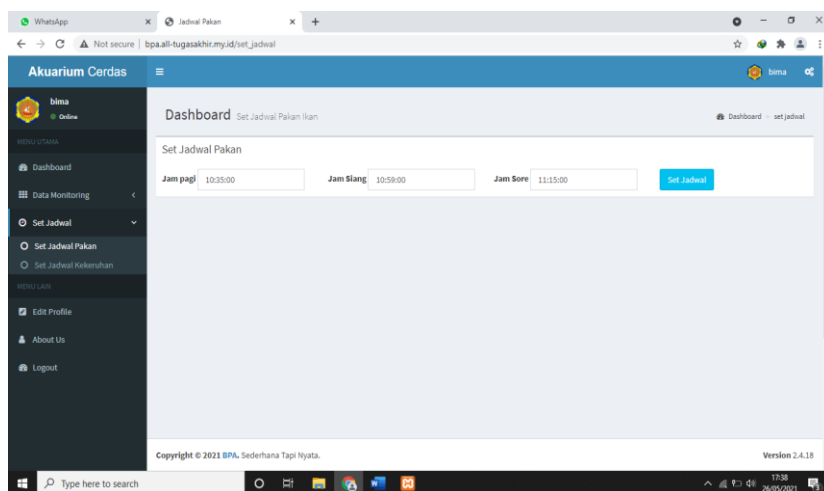 WhatsApp
Jadwal Pakan
Not secure | bpa.all-tugasakhir.my.id/set_jadwal
Akuarium Cerdas
bima
bima
Online
Dashboard Set Jadwal Pakan Ikan
Dashboard > set jadwal
MENU UTAMA
Set Jadwal Pakan
Dashboard
Jam pagi 10:35:00 Jam Siang 10:59:00 Jam Sore 11:15:00 Set Jadwal
Data Monitoring
Set Jadwal
Set Jadwal Pakan
Set Jadwal Kekeruhan
MENU LAIN
Edit Profile
About Us
Logout
Copyright © 2021 BPA. Sederhana Tapi Nyata.
Version 2.4.18
Type here to search
17:38
26/05/2021